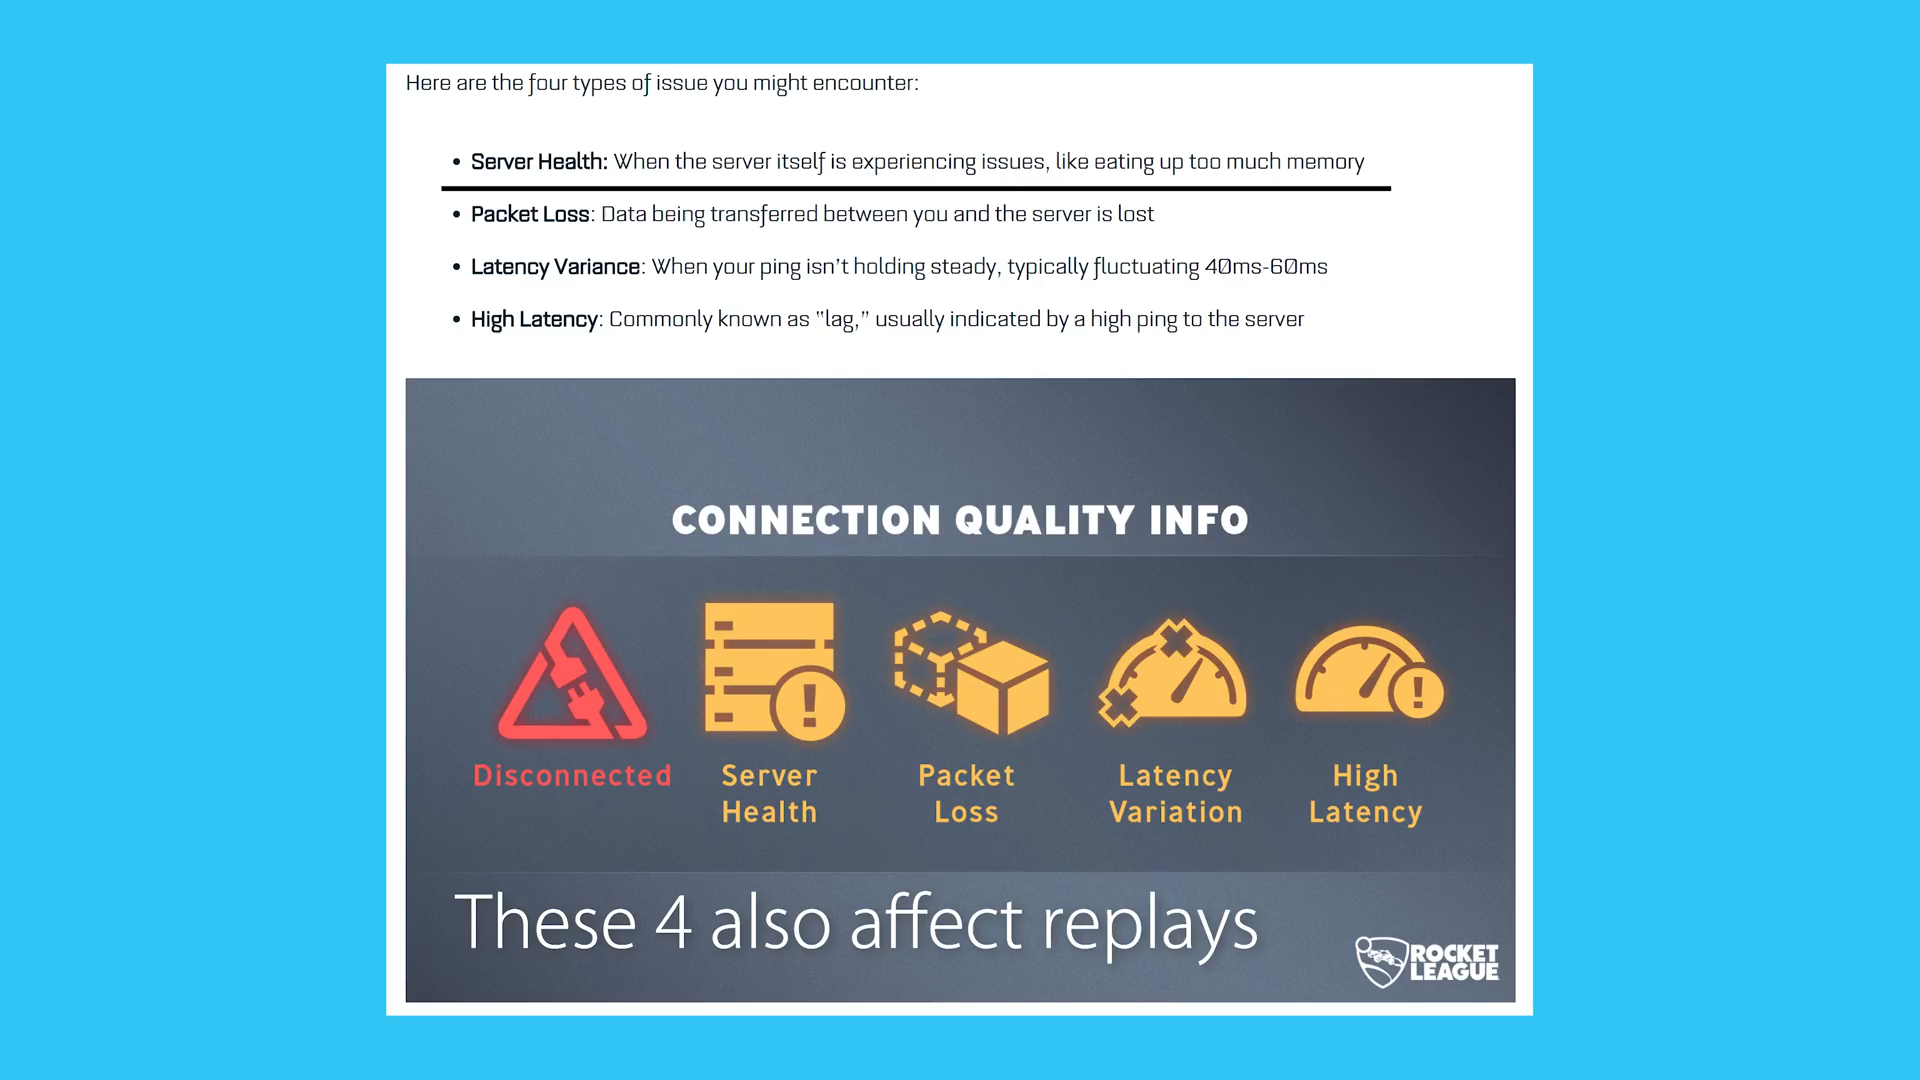 Here are the four types of issue you might encounter:
• Server Health: When the server itself is experiencing issues, like eating up too much memory
• Packet Loss: Data being transferred between you and the server is lost
• Latency Variance: When your ping isn’t holding steady, typically fluctuating 40ms-60ms
• High Latency: Commonly known as “lag,” usually indicated by a high ping to the server
CONNECTION QUALITY INFO
Disconnected
Server
Health
Packet
Loss
Latency
Variation
High
Latency
These 4 also affect replays
ROCKET
LEAGUE